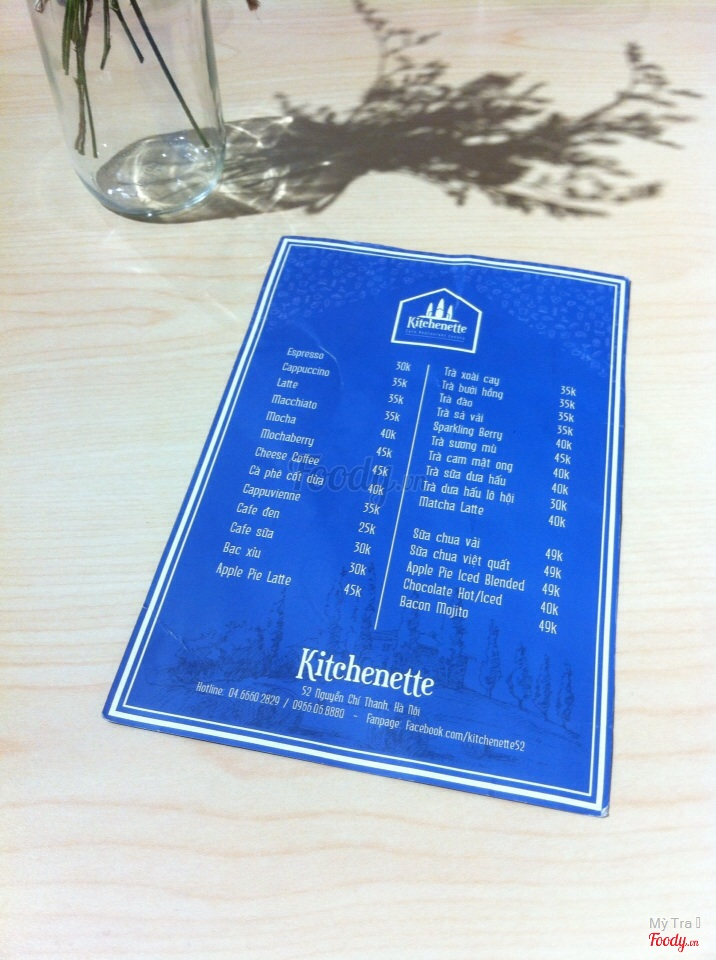 Kitchenette
Espresso 30k
Cappuccino 35k
Latte 35k
Macchiato 35k
Mocha 40k
Mochaberry 45k
Cheese Coffee 45k
Cà phê cốt dừa 40k
Cappuvienne 35k
Cafe đen 25k
Cafe sữa 30k
Bạc xỉu 30k
Apple Pie Latte 45k
Trà xoài cay 35k
Trà bưởi hồng 35k
Trà đào 35k
Trà sả vải 35k
Sparkling Berry 40k
Trà sương mù 45k
Trà cam mật ong 40k
Trà sữa dưa hấu 40k
Trà dưa hấu lô hội 30k
Matcha Latte 40k
Sữa chua vải 49k
Sữa chua việt quất 49k
Apple Pie Iced Blended 49k
Chocolate Hot/Iced 40k
Bacon Mojito 49k
Kitchenette
52 Nguyễn Chí Thanh, Hà Nội
Hotline: 04.6660.2829 / 0966.05.8880 - Fanpage: Facebook.com/kitchenette52
Foody.vn
Mỳ Tra
Foody.vn